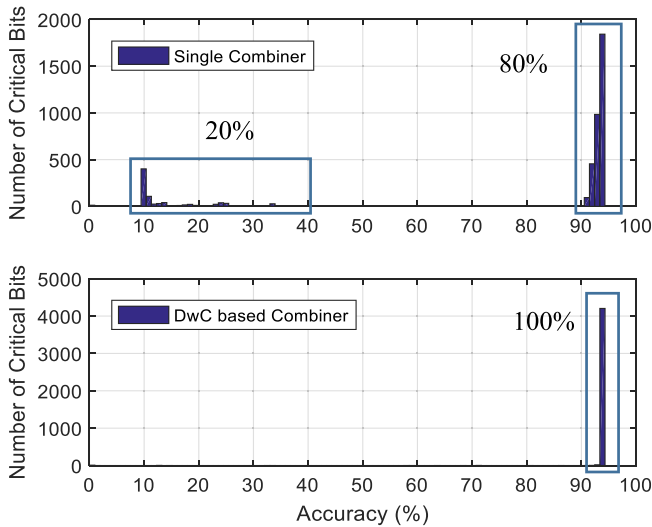 Number of Critical Bits
2000
1500
1000
500
0
Single Combiner
20%
80%
0 10 20 30 40 50 60 70 80 90 100
Number of Critical Bits
5000
4000
3000
2000
1000
0
DwC based Combiner
100%
0 10 20 30 40 50 60 70 80 90 100
Accuracy (%)